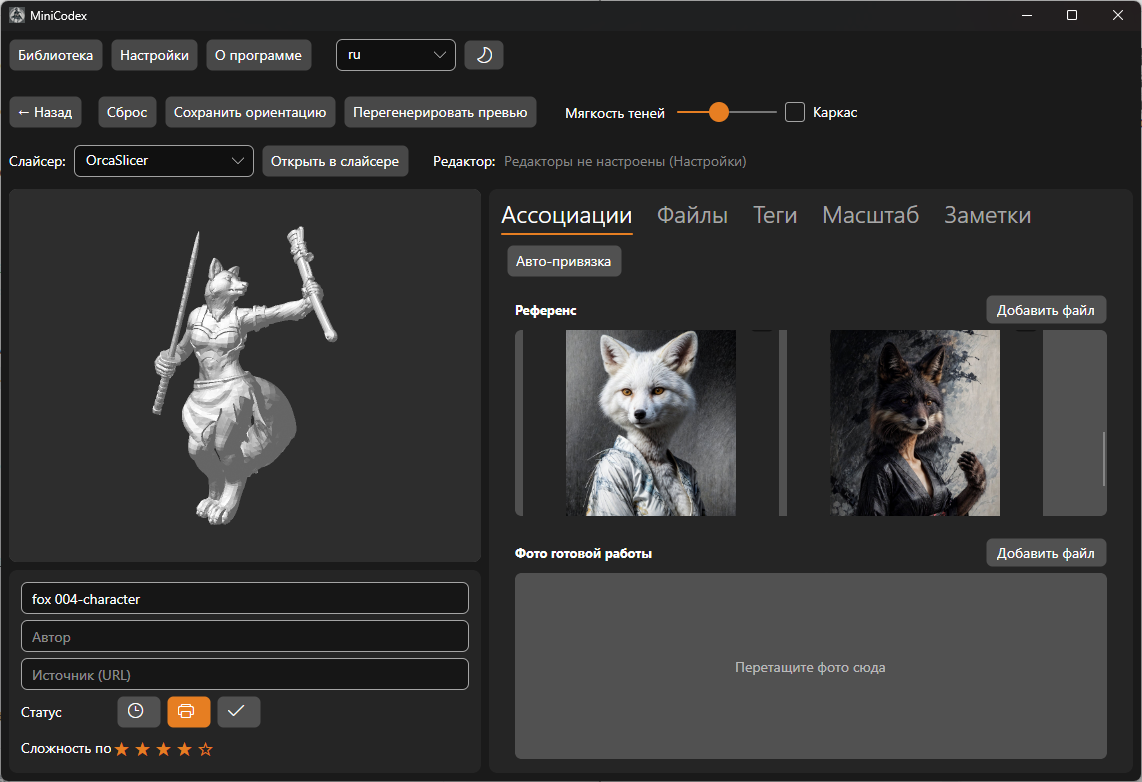 MiniCodex
Библиотека Настройки О программе ru
← Назад Сброс Сохранить ориентацию Перегенерировать превью Мягкость теней Каркас
Слайсер: OrcaSlicer Открыть в слайсере Редактор: Редакторы не настроены (Настройки)
Ассоциации Файлы Теги Масштаб Заметки
Авто-привязка
Референс Добавить файл
Фото готовой работы Добавить файл
Перетащите фото сюда
fox 004-character
Автор
Источник (URL)
Статус
Сложность по